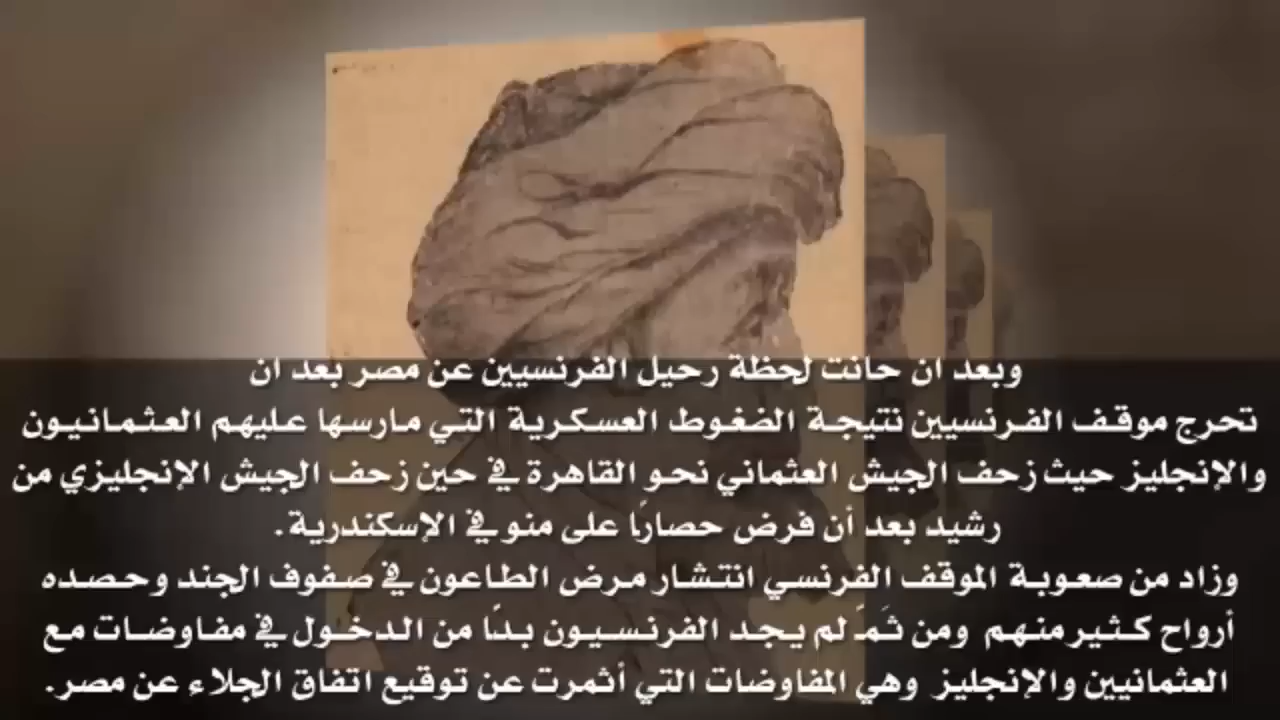 وبعد ان حانت لحظة رحيل الفرنسيين عن مصر بعد ان
تحرج موقف الفرنسيين نتيجة الضغوط العسكرية التي مارسها عليهم العثمانيون
والإنجليز حيث زحف الجيش العثماني نحو القاهرة في حين زحف الجيش الإنجليزي من
رشيد بعد أن فرض حصارًا على منو في الإسكندرية.
وزاد من صعوبة الموقف الفرنسي انتشار مرض الطاعون في صفوف الجند وحصده
أرواح كثير منهم ومن ثَمَّ لم يجد الفرنسيون بدًا من الدخول في مفاوضات مع
العثمانيين والإنجليز وهي المفاوضات التي أثمرت عن توقيع اتفاق الجلاء عن مصر.